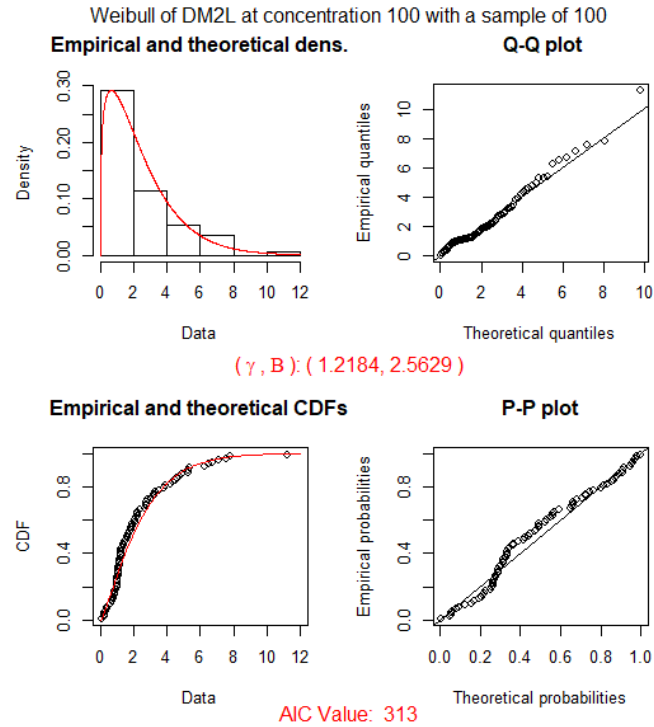 Weibull of DM2L at concentration 100 with a sample of 100
Empirical and theoretical dens.
Density
0.00
0.10
0.20
0.30
0 2 4 6 8 10 12
Data
Q-Q plot
Empirical quantiles
0
2
4
6
8
10
0 2 4 6 8 10
Theoretical quantiles
( γ , B ): ( 1.2184, 2.5629 )
Empirical and theoretical CDFs
CDF
0.0
0.4
0.8
0 2 4 6 8 10 12
Data
P-P plot
Empirical probabilities
0.0
0.4
0.8
0.0 0.2 0.4 0.6 0.8 1.0
Theoretical probabilities
AIC Value: 313